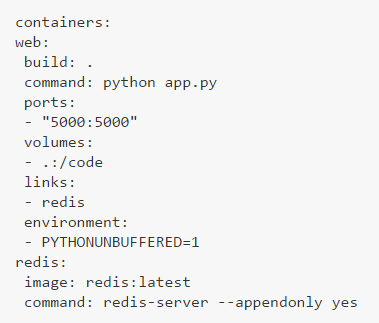 containers:
web:
 build: .
 command: python app.py
 ports:
 - "5000:5000"
 volumes:
 - .:/code
 links:
 - redis
 environment:
 - PYTHONUNBUFFERED=1
redis:
 image: redis:latest
 command: redis-server --appendonly yes